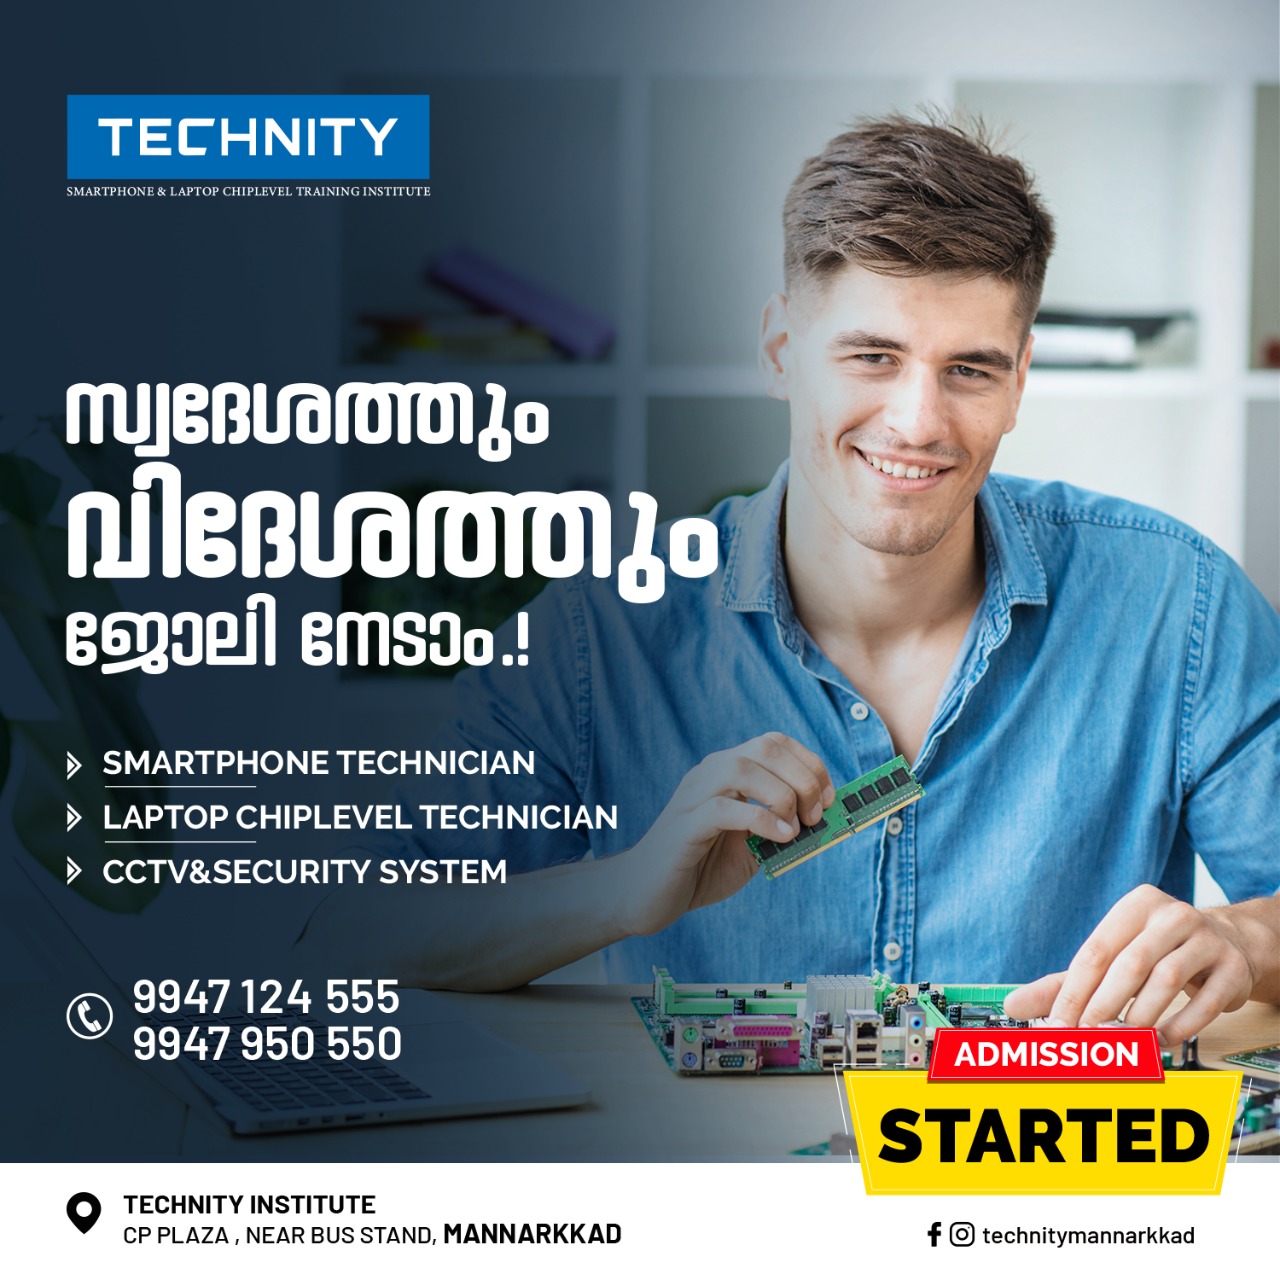 TECHNITY
SMARTPHONE & LAPTOP CHIPLEVEL TRAINING INSTITUTE
സ്വദേശത്തും
വിദേശത്തും
ജോലി നേടാം.!
SMARTPHONE TECHNICIAN
LAPTOP CHIPLEVEL TECHNICIAN
CCTV&SECURITY SYSTEM
9947 124 555
9947 950 550
ADMISSION
STARTED
TECHNITY INSTITUTE
CP PLAZA , NEAR BUS STAND, MANNARKKAD
technitymannarkkad